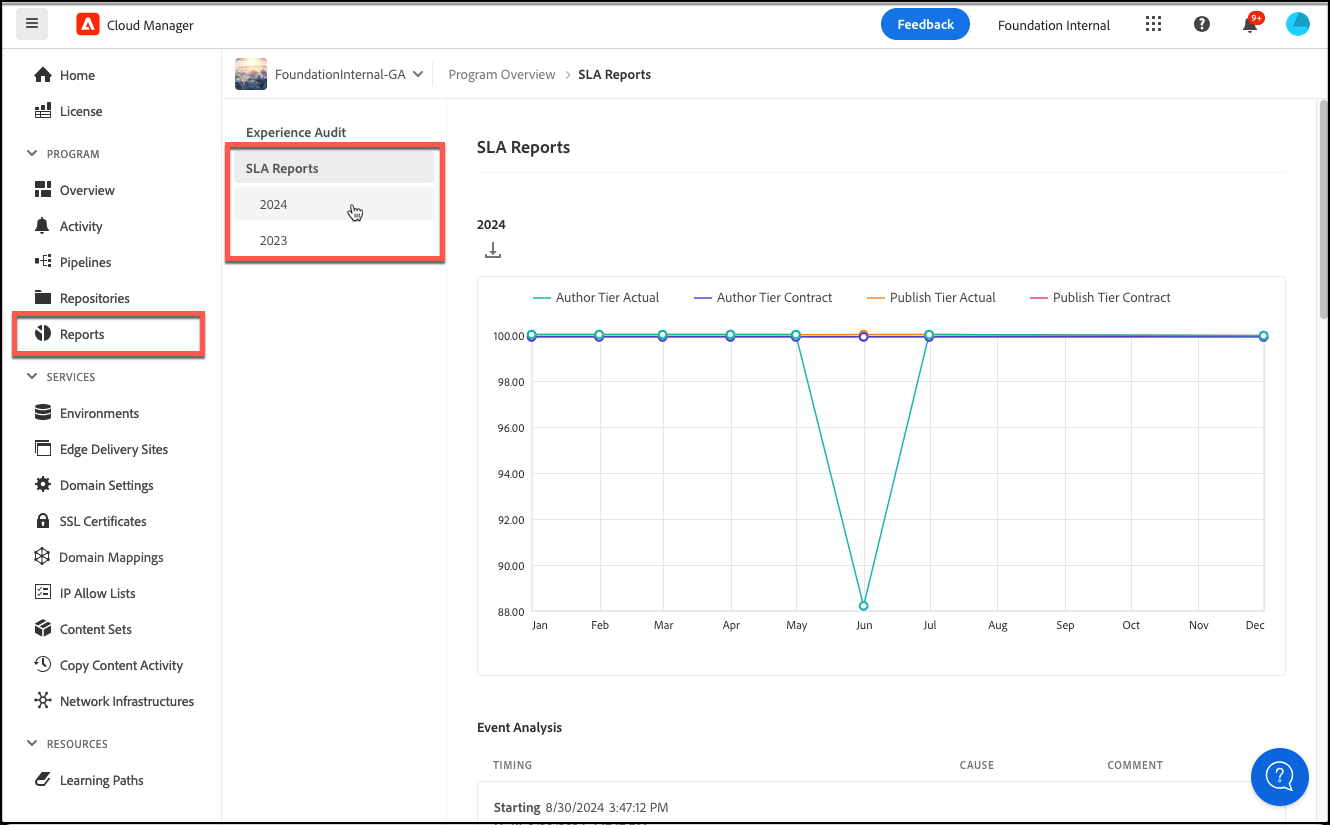 Cloud Manager
Feedback
Foundation Internal
9+
Home
License
PROGRAM
Overview
Activity
Pipelines
Repositories
Reports
SERVICES
Environments
Edge Delivery Sites
Domain Settings
SSL Certificates
Domain Mappings
IP Allow Lists
Content Sets
Copy Content Activity
Network Infrastructures
RESOURCES
Learning Paths
FoundationInternal-GA
Program Overview > SLA Reports
Experience Audit
SLA Reports
2024
2023
SLA Reports
2024
Author Tier Actual Author Tier Contract Publish Tier Actual Publish Tier Contract
100.00
98.00
96.00
94.00
92.00
90.00
88.00
Jan Feb Mar Apr May Jun Jul Aug Sep Oct Nov Dec
Event Analysis
TIMING CAUSE COMMENT
Starting 8/30/2024 3:47:12 PM